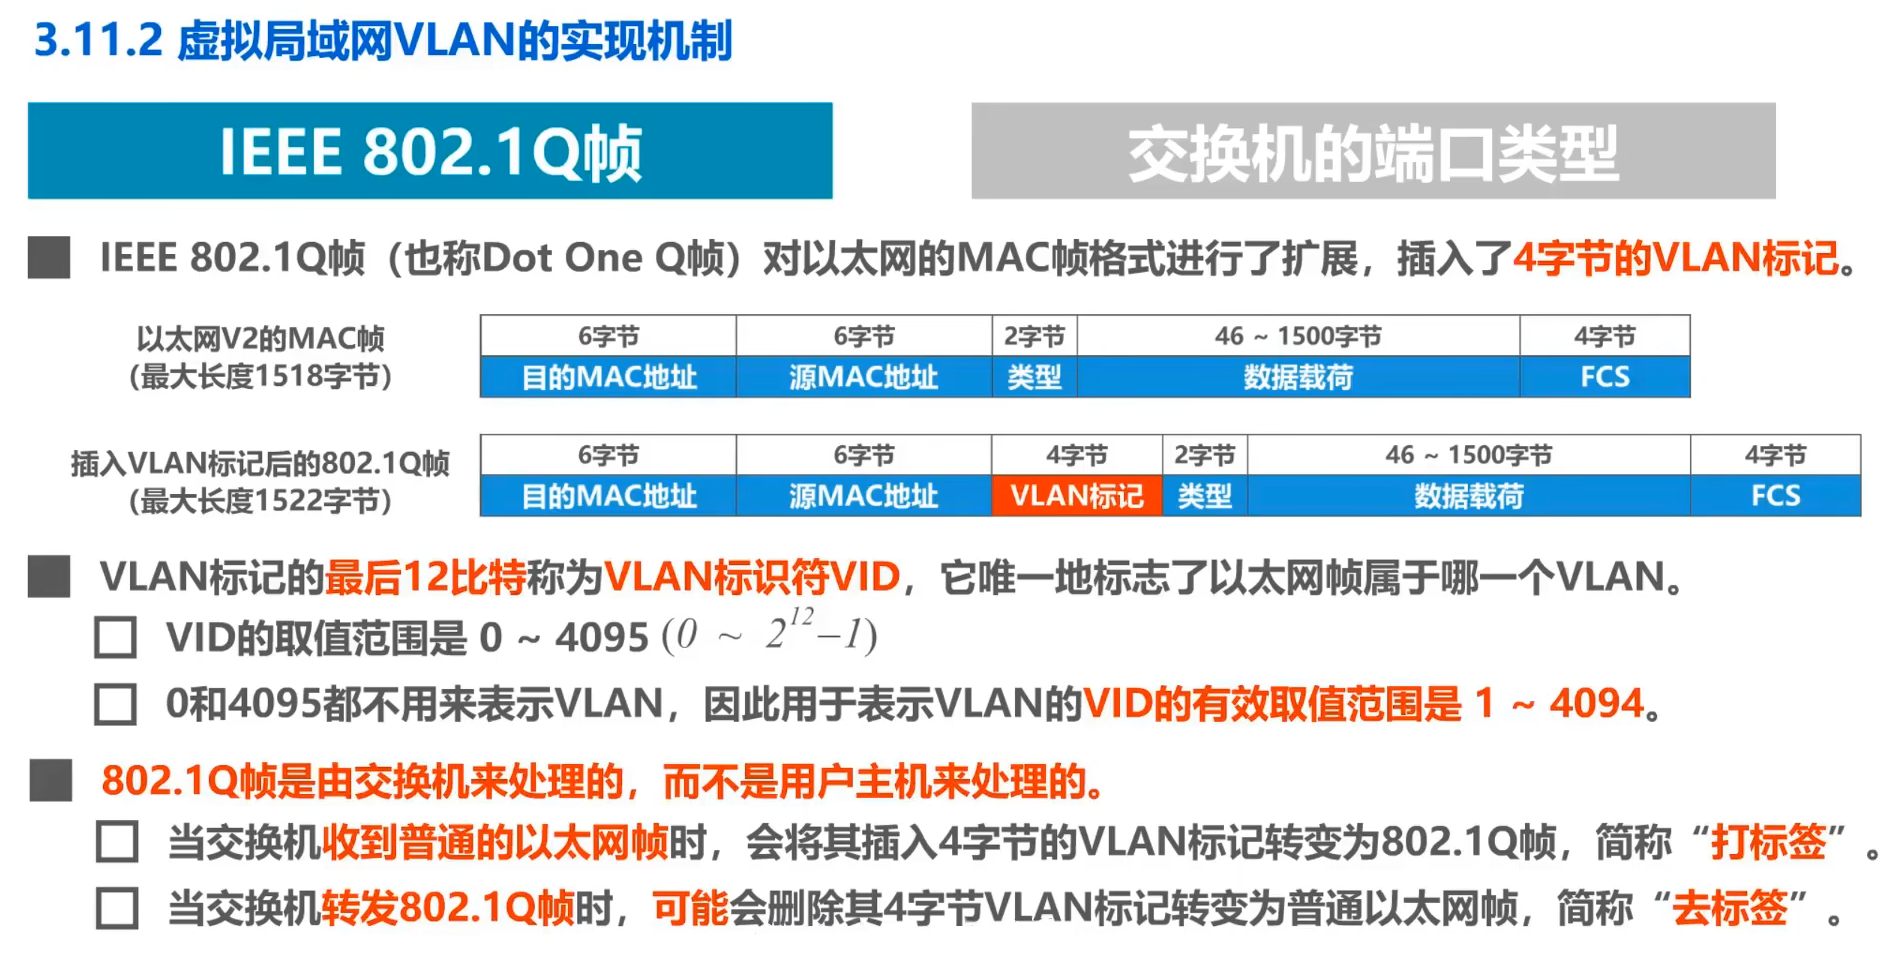 3.11.2 虚拟局域网VLAN的实现机制
IEEE 802.1Q帧
交换机的端口类型
IEEE 802.1Q帧（也称Dot One Q帧）对以太网的MAC帧格式进行了扩展，插入了4字节的VLAN标记。
以太网V2的MAC帧
(最大长度1518字节)
6字节 6字节 2字节 46 ~ 1500字节 4字节
目的MAC地址 源MAC地址 类型 数据载荷 FCS
插入VLAN标记后的802.1Q帧
(最大长度1522字节)
6字节 6字节 4字节 2字节 46 ~ 1500字节 4字节
目的MAC地址 源MAC地址 VLAN标记 类型 数据载荷 FCS
VLAN标记的最后12比特称为VLAN标识符VID，它唯一地标志了以太网帧属于哪一个VLAN。
VID的取值范围是 0 ~ 4095 (0 ~ 2^12−1)
0和4095都不用来表示VLAN，因此用于表示VLAN的VID的有效取值范围是 1 ~ 4094。
802.1Q帧是由交换机来处理的，而不是用户主机来处理的。
当交换机收到普通的以太网帧时，会将其插入4字节的VLAN标记转变为802.1Q帧，简称“打标签”。
当交换机转发802.1Q帧时，可能会删除其4字节VLAN标记转变为普通以太网帧，简称“去标签”。